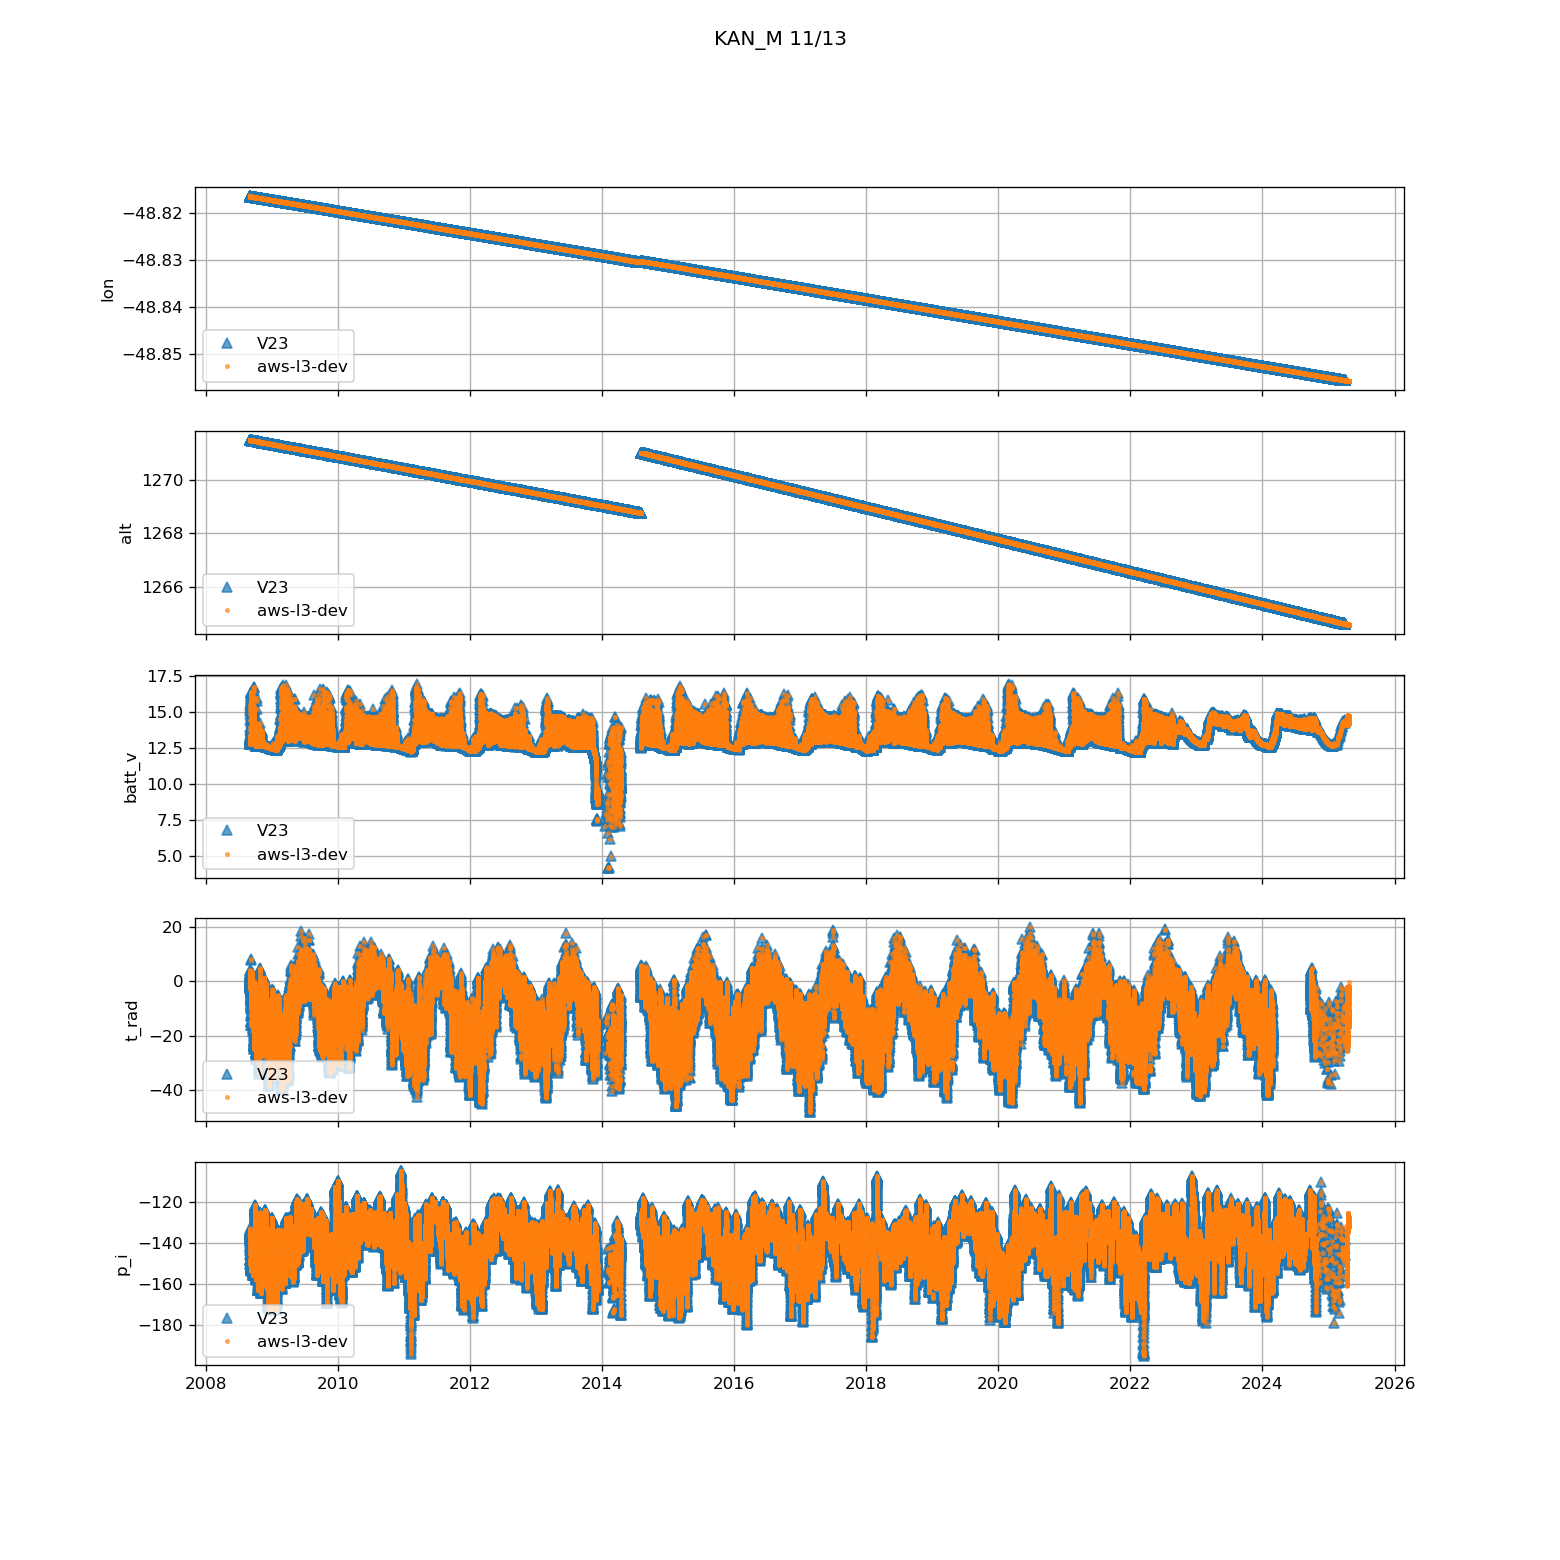 KAN_M 11/13
−48.82
−48.83
−48.84
−48.85
lon
V23
aws-l3-dev
1270
1268
1266
alt
V23
aws-l3-dev
17.5
15.0
12.5
10.0
7.5
5.0
batt_v
V23
aws-l3-dev
20
0
−20
−40
t_rad
V23
aws-l3-dev
−120
−140
−160
−180
p_i
V23
aws-l3-dev
2008 2010 2012 2014 2016 2018 2020 2022 2024 2026